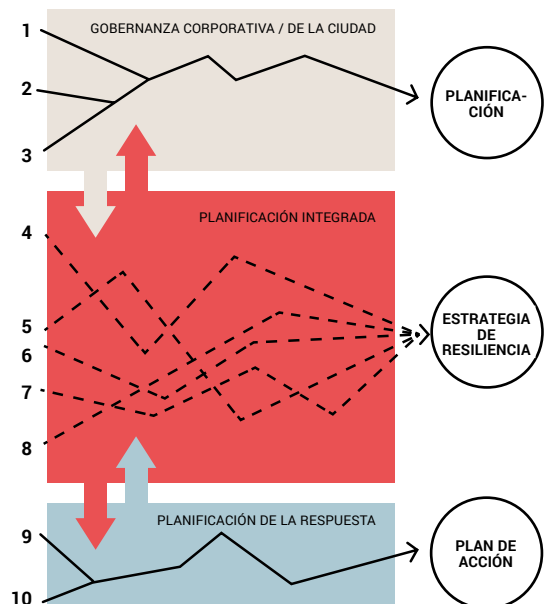 1
GOBERNANZA CORPORATIVA / DE LA CIUDAD
2
3
PLANIFICA-
CIÓN
4
PLANIFICACIÓN INTEGRADA
5
6
7
8
ESTRATEGIA
DE
RESILIENCIA
9
PLANIFICACIÓN DE LA RESPUESTA
10
PLAN DE
ACCIÓN